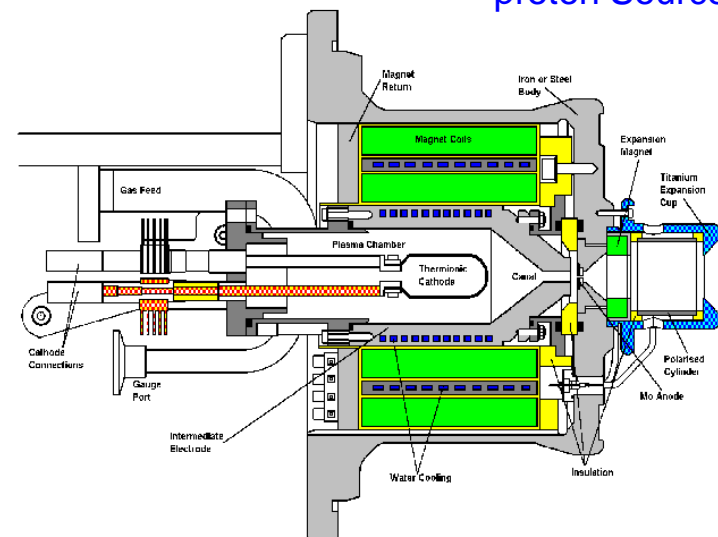 proton Source
Magnet
Return
Iron or Steel
Body
Magnet Coils
Expansion
Magnet
Titanium
Expansion
Cup
Gas Feed
Plasma Chamber
Thermionic
Cathode
Canal
Cathode
Connections
Gauge
Port
Polarised
Cylinder
Mo Anode
Intermediate
Electrode
Water Cooling
Insulation